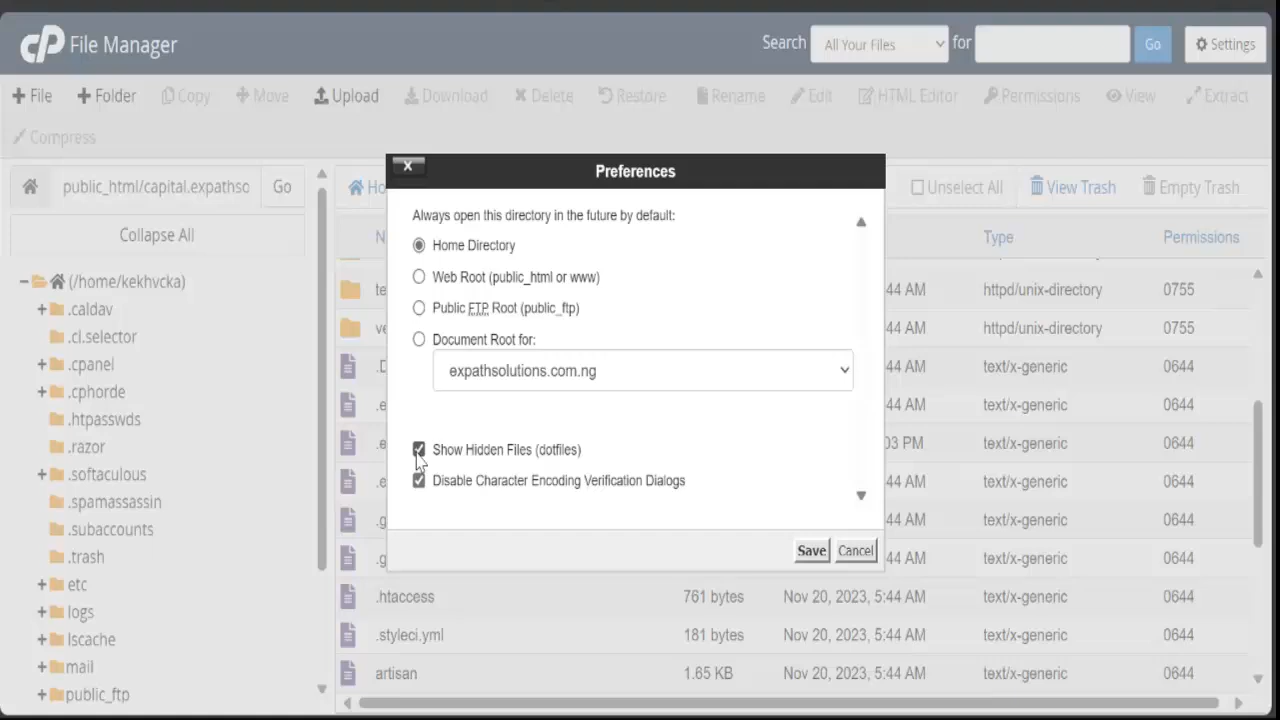 cP File Manager
Search All Your Files for Go Settings
File Folder Copy Move Upload Download Delete Restore Rename Edit HTML Editor Permissions View Extract
Compress
public_html/capital.expathso Go
Collapse All
(/home/kekhvcka)
.caldav
.cl.selector
.cpanel
.cphorde
.htpasswds
.razor
.softaculous
.spamassassin
.subaccounts
.trash
etc
logs
lscache
mail
public_ftp
Ho Unselect All View Trash Empty Trash
N Type Permissions
te 44 AM httpd/unix-directory 0755
ve 44 AM httpd/unix-directory 0755
44 AM text/x-generic 0644
.e 44 AM text/x-generic 0644
.e 03 PM text/x-generic 0644
.e 44 AM text/x-generic 0644
.g 44 AM text/x-generic 0644
.g 44 AM text/x-generic 0644
.htaccess 761 bytes Nov 20, 2023, 5:44 AM text/x-generic 0644
.styleci.yml 181 bytes Nov 20, 2023, 5:44 AM text/x-generic 0644
artisan 1.65 KB Nov 20, 2023, 5:44 AM text/x-generic 0644
X Preferences
Always open this directory in the future by default:
Home Directory
Web Root (public_html or www)
Public FTP Root (public_ftp)
Document Root for:
expathsolutions.com.ng
Show Hidden Files (dotfiles)
Disable Character Encoding Verification Dialogs
Save Cancel